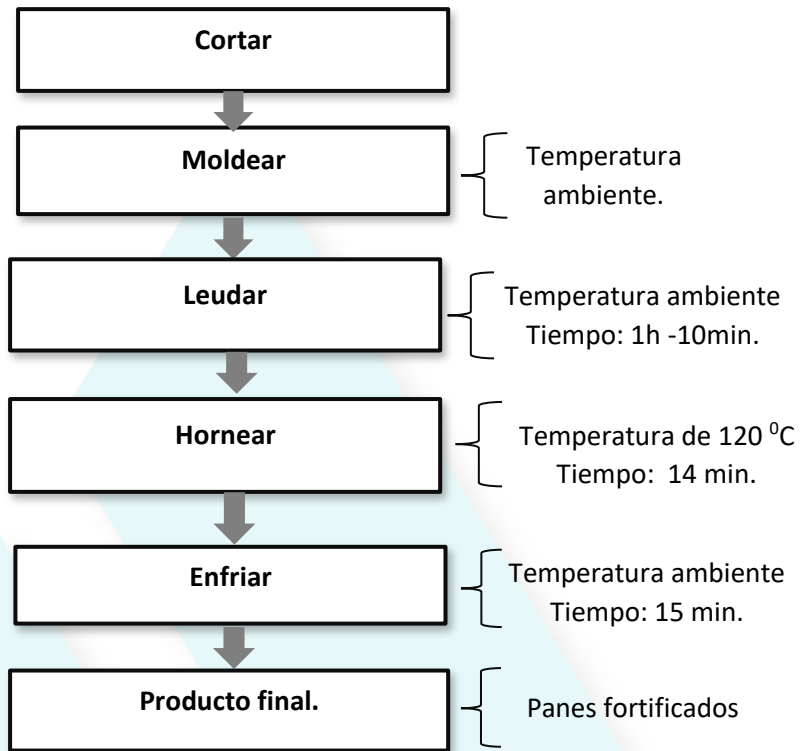 Cortar
Moldear
Temperatura
ambiente.
Leudar
Temperatura ambiente
Tiempo: 1h -10min.
Hornear
Temperatura de 120 ⁰C
Tiempo: 14 min.
Enfriar
Temperatura ambiente
Tiempo: 15 min.
Producto final.
Panes fortificados